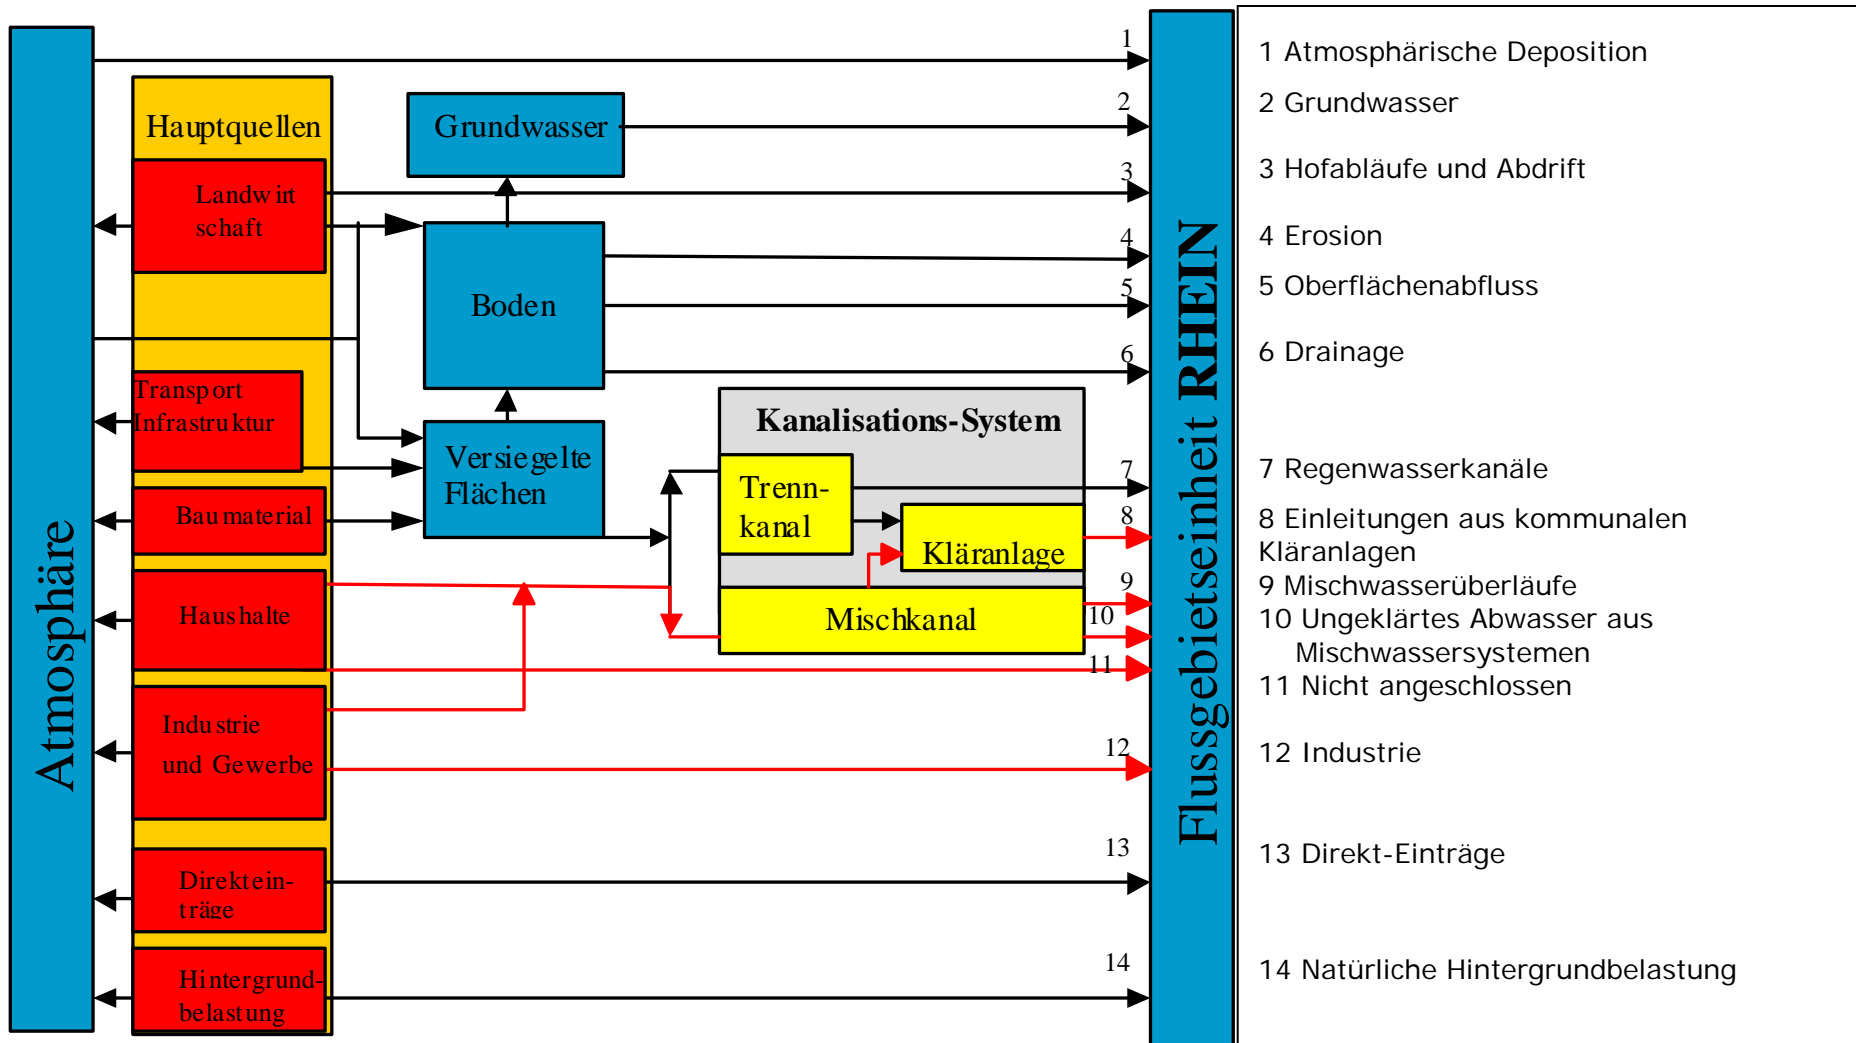 Atmosphäre
Hauptquellen
Landwirt
schaft
Transport
Infrastruktur
Baumaterial
Haushalte
Industrie
und Gewerbe
Direktein-
träge
Hintergrund-
belastung
Grundwasser
Boden
Versiegelte
Flächen
Kanalisations-System
Trenn-
kanal
Kläranlage
Mischkanal
1
2
3
4
5
6
7
8
9
10
11
12
13
14
Flussgebietseinheit RHEIN
1 Atmosphärische Deposition
2 Grundwasser
3 Hofabläufe und Abdrift
4 Erosion
5 Oberflächenabfluss
6 Drainage
7 Regenwasserkanäle
8 Einleitungen aus kommunalen
Kläranlagen
9 Mischwasserüberläufe
10 Ungeklärtes Abwasser aus
Mischwassersystemen
11 Nicht angeschlossen
12 Industrie
13 Direkt-Einträge
14 Natürliche Hintergrundbelastung